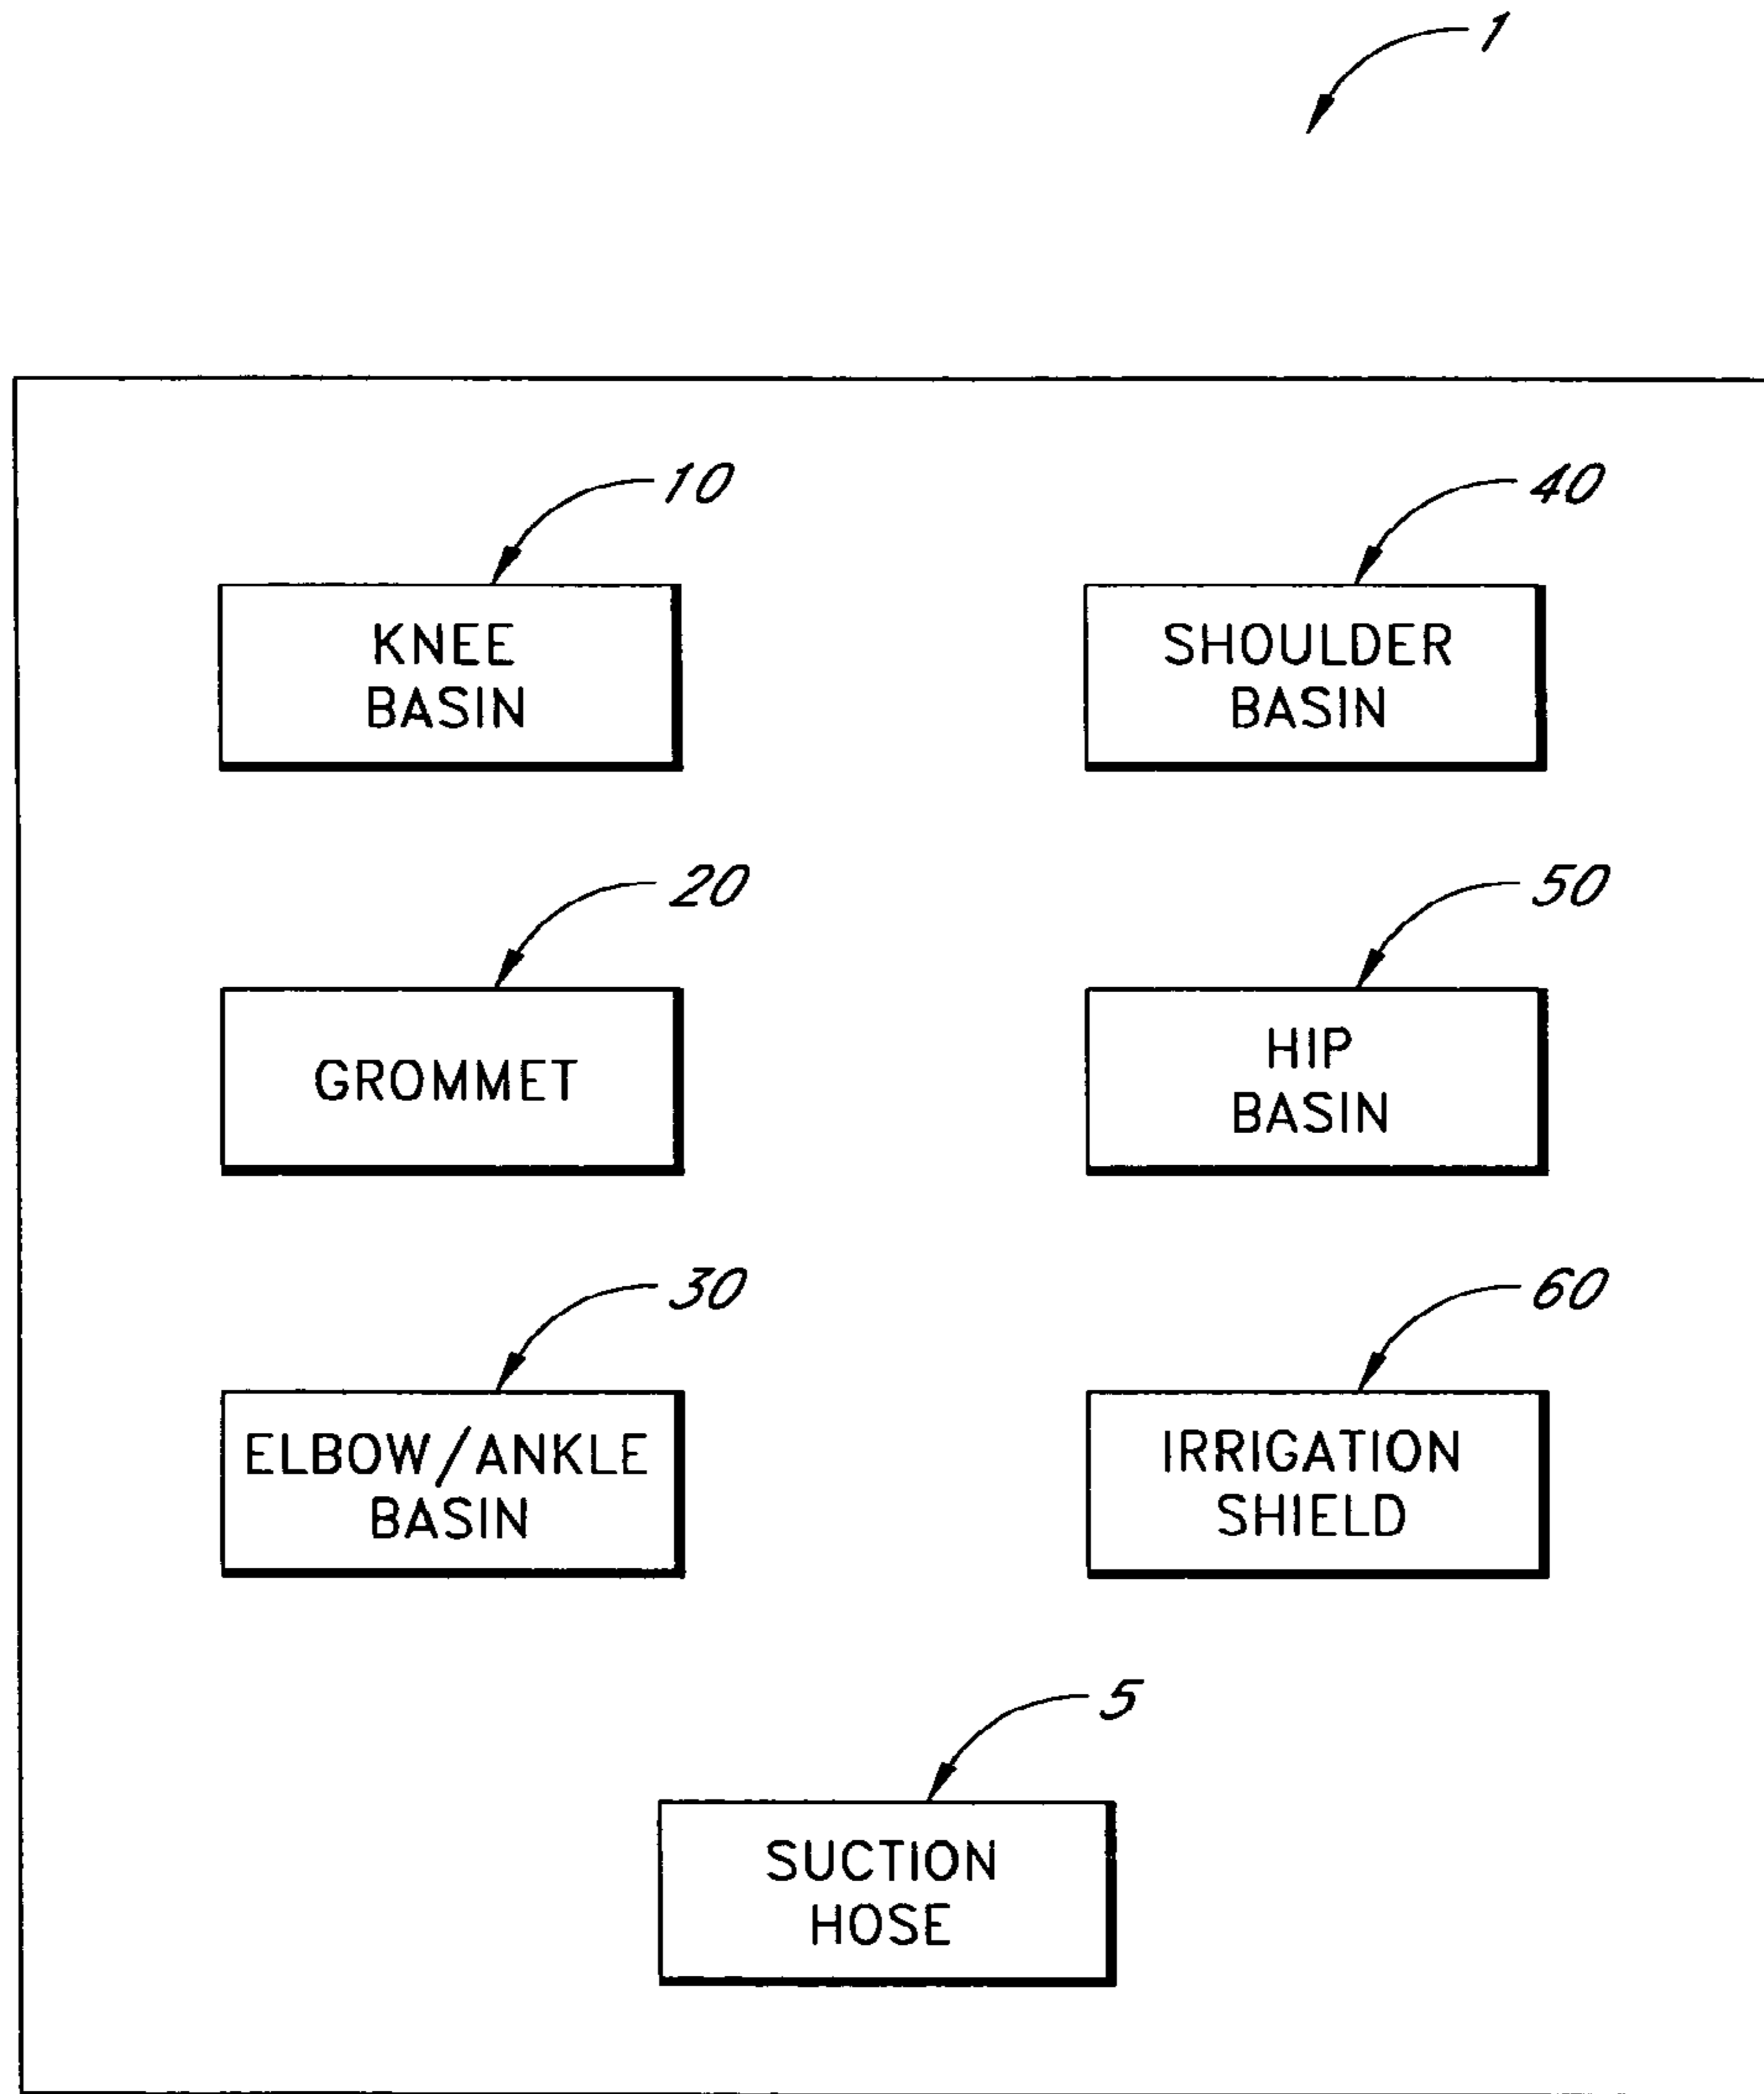 1
10
KNEE
BASIN
40
SHOULDER
BASIN
20
GROMMET
50
HIP
BASIN
30
ELBOW/ANKLE
BASIN
60
IRRIGATION
SHIELD
5
SUCTION
HOSE